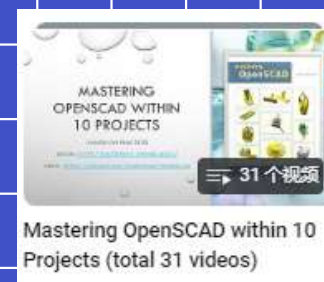 MASTERING
OPENSCAD WITHIN
10 PROJECTS
OpenSCAD
31 个视频
Mastering OpenSCAD within 10
Projects (total 31 videos)